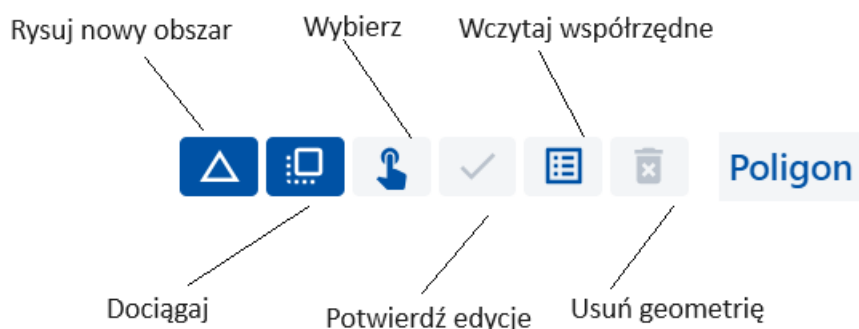 Rysuj nowy obszar
Wybierz
Wczytaj współrzędne
Poligon
Dociągaj
Potwierdź edycje
Usuń geometrię